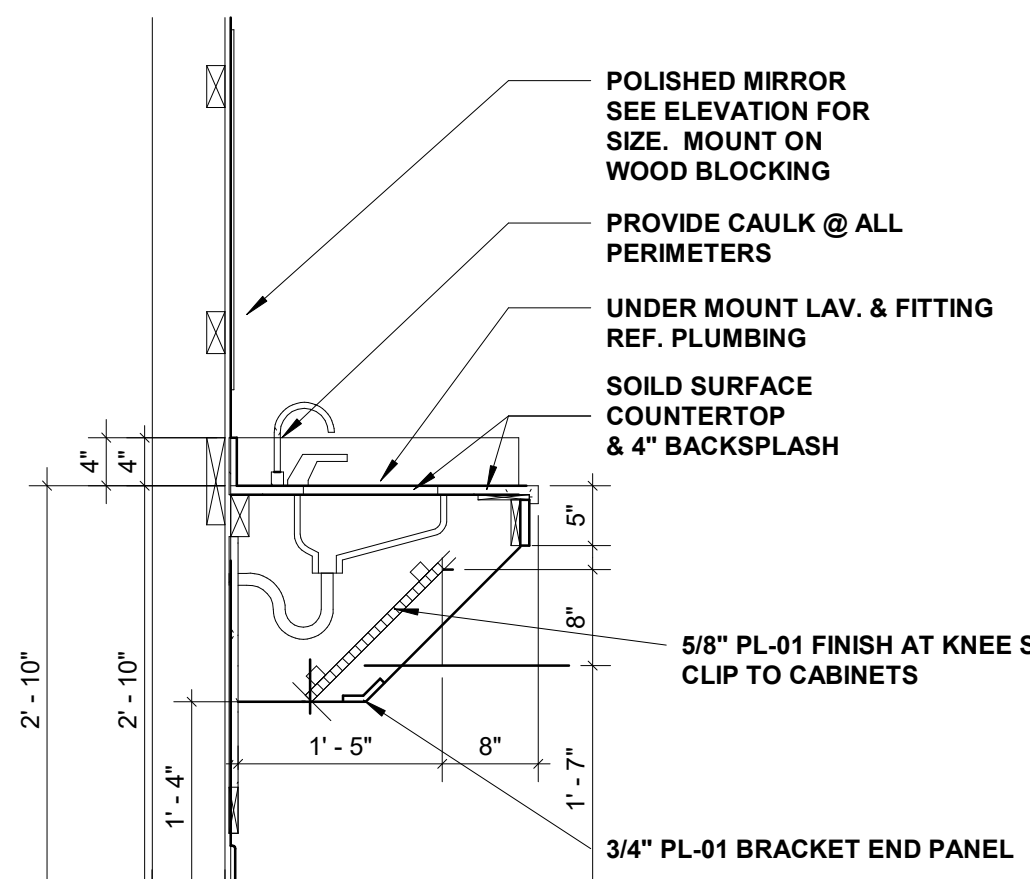 POLISHED MIRROR
SEE ELEVATION FOR
SIZE.  MOUNT ON
WOOD BLOCKING
PROVIDE CAULK @ ALL
PERIMETERS
UNDER MOUNT LAV. & FITTING
REF. PLUMBING
SOILD SURFACE
COUNTERTOP
& 4" BACKSPLASH
4"
4"
5"
8"
5/8" PL-01 FINISH AT KNEE S
CLIP TO CABINETS
2' - 10"
2' - 10"
1' - 5"
8"
1' - 4"
1' - 7"
3/4" PL-01 BRACKET END PANEL